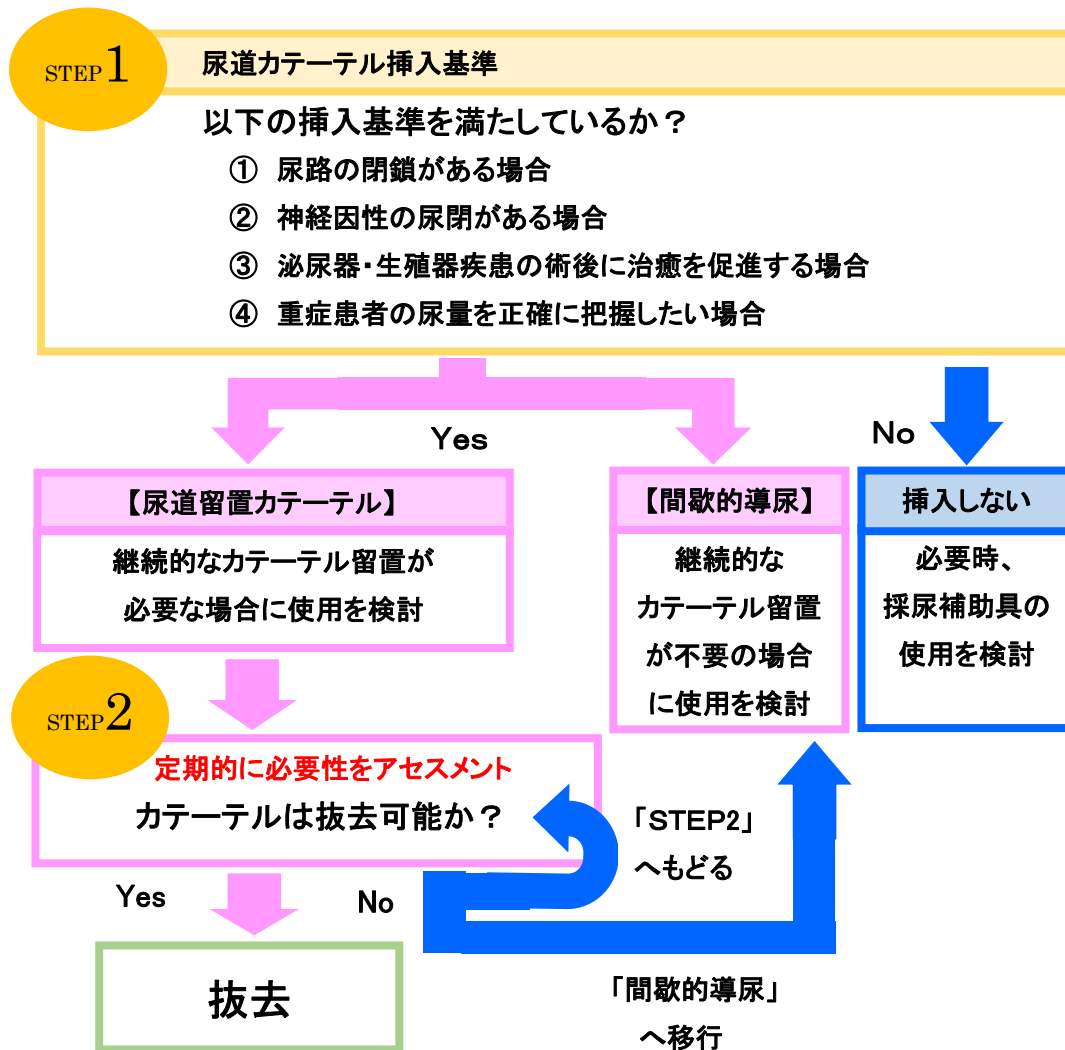 STEP1
尿道カテーテル挿入基準
以下の挿入基準を満たしているか？
① 尿路の閉鎖がある場合
② 神経因性の尿閉がある場合
③ 泌尿器・生殖器疾患の術後に治癒を促進する場合
④ 重症患者の尿量を正確に把握したい場合
Yes
No
【尿道留置カテーテル】
継続的なカテーテル留置が
必要な場合に使用を検討
【間歇的導尿】
継続的な
カテーテル留置
が不要の場合
に使用を検討
挿入しない
必要時、
採尿補助具の
使用を検討
STEP2
定期的に必要性をアセスメント
カテーテルは抜去可能か？
「STEP2」
へもどる
Yes
No
抜去
「間歇的導尿」
へ移行